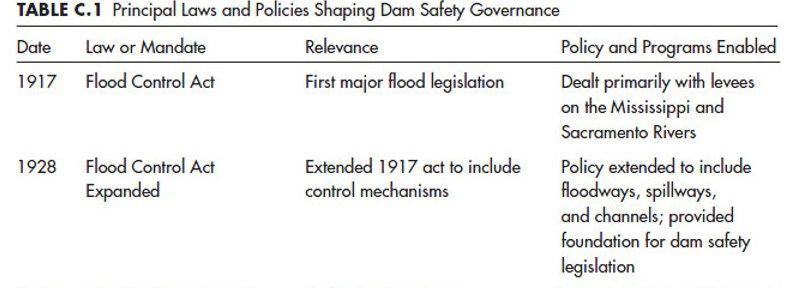 TABLE C.1 Principal Laws and Policies Shaping Dam Safety Governance
Date Law or Mandate Relevance Policy and Programs Enabled
1917 Flood Control Act First major flood legislation Dealt primarily with levees
on the Mississippi and
Sacramento Rivers
1928 Flood Control Act Extended 1917 act to include Policy extended to include
Expanded control mechanisms floodways, spillways,
and channels; provided
foundation for dam safety
legislation